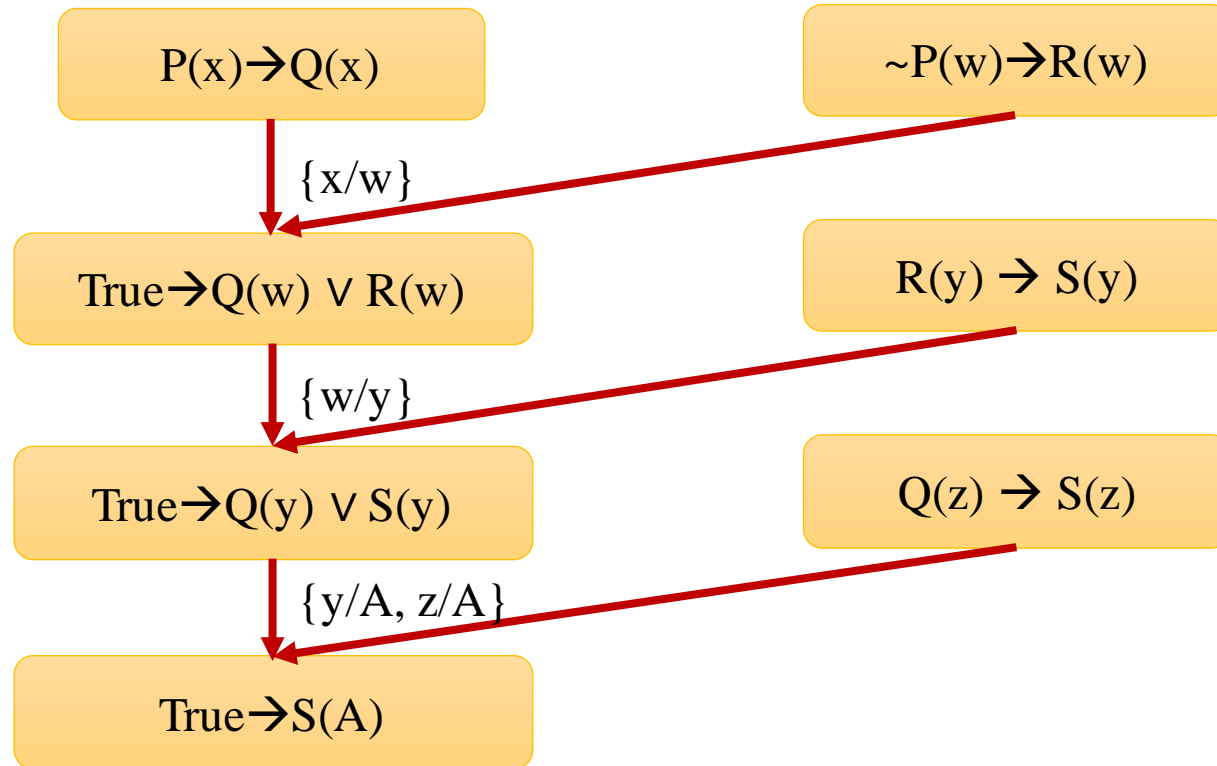 P(x)→Q(x)
~P(w)→R(w)
{x/w}
True→Q(w) ∨ R(w)
R(y) → S(y)
{w/y}
True→Q(y) ∨ S(y)
Q(z) → S(z)
{y/A, z/A}
True→S(A)